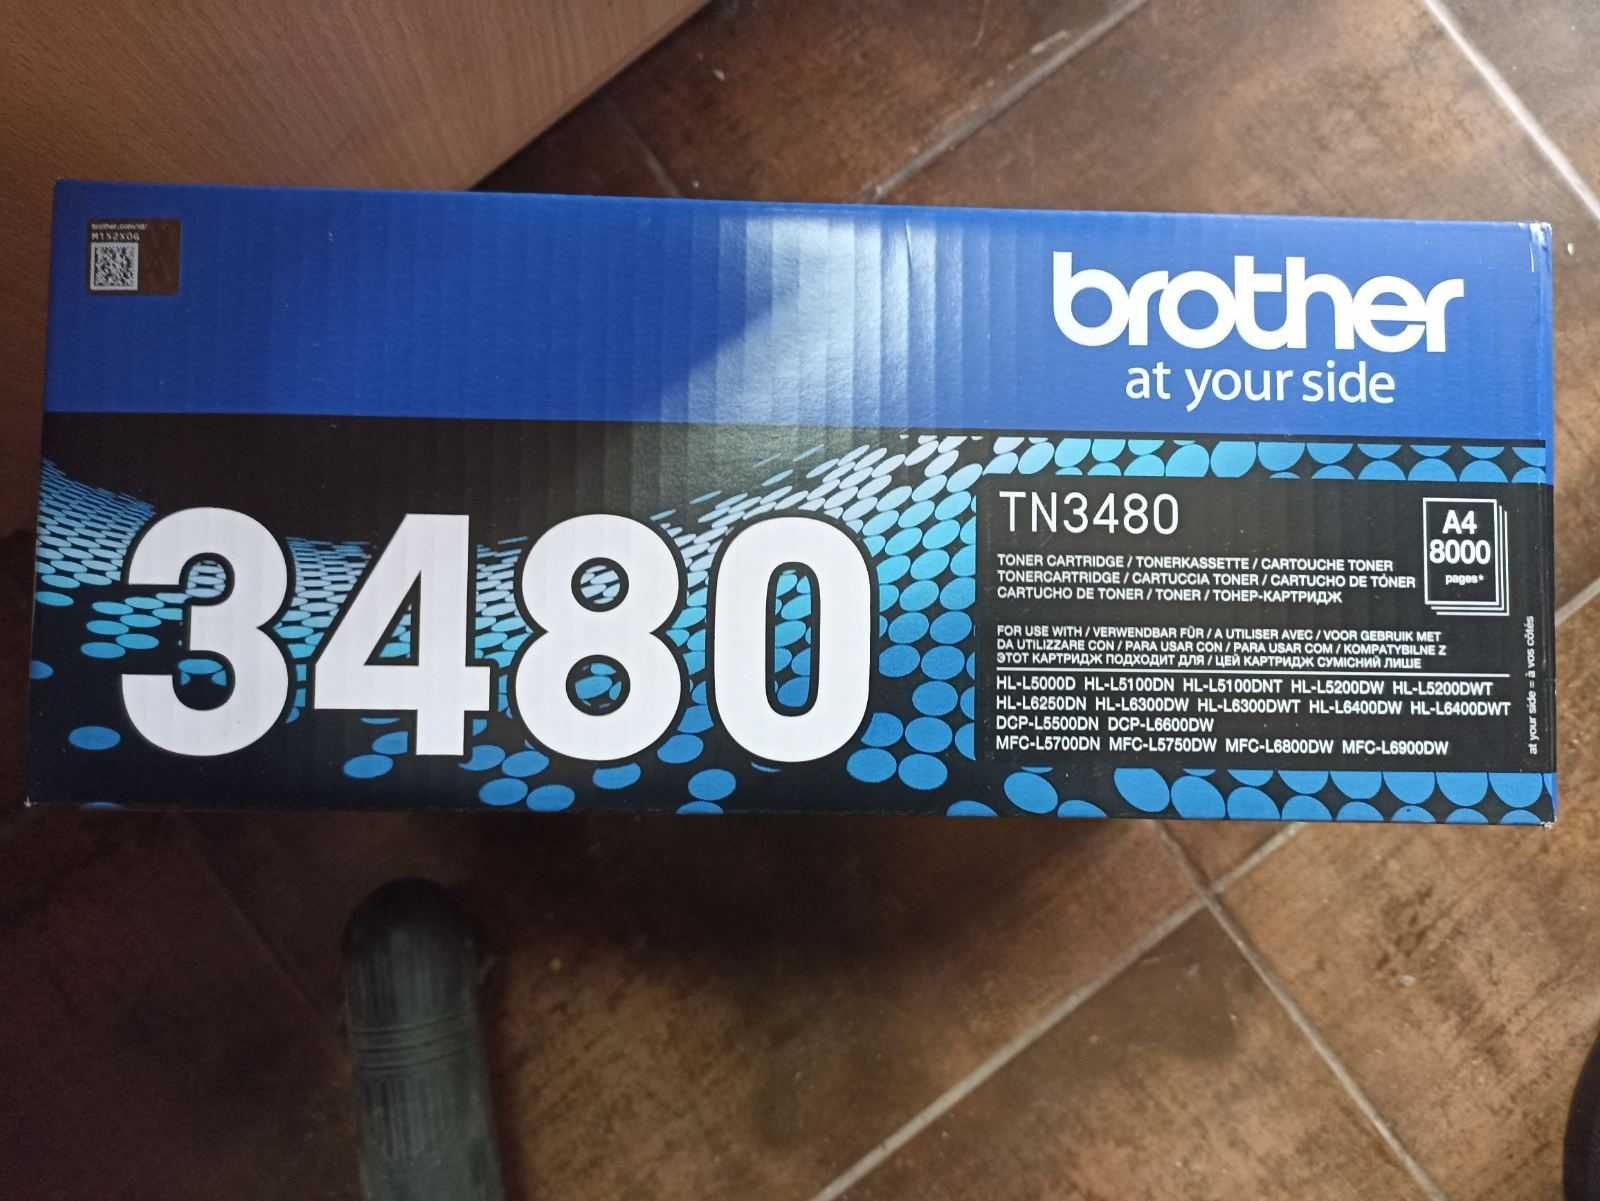 brother.com/id/
M152X06
brother
at your side
3480
TN3480
A4
8000
pages*
TONER CARTRIDGE / TONERKASSETTE / CARTOUCHE TONER
TONERCARTRIDGE / CARTUCCIA TONER / CARTUCHO DE TÓNER
CARTUCHO DE TONER / TONER / ТОНЕР-КАРТРИДЖ
FOR USE WITH / VERWENDBAR FÜR / A UTILISER AVEC / VOOR GEBRUIK MET
DA UTILIZZARE CON / PARA USAR CON / PARA USAR COM / KOMPATYBILNE Z
ЭТОТ КАРТРИДЖ ПОДХОДИТ ДЛЯ / ЦЕЙ КАРТРИДЖ СУМІСНИЙ ЛИШЕ
HL-L5000D HL-L5100DN HL-L5100DNT HL-L5200DW HL-L5200DWT
HL-L6250DN HL-L6300DW HL-L6300DWT HL-L6400DW HL-L6400DWT
DCP-L5500DN DCP-L6600DW
MFC-L5700DN MFC-L5750DW MFC-L6800DW MFC-L6900DW
at your side = à vos côtés